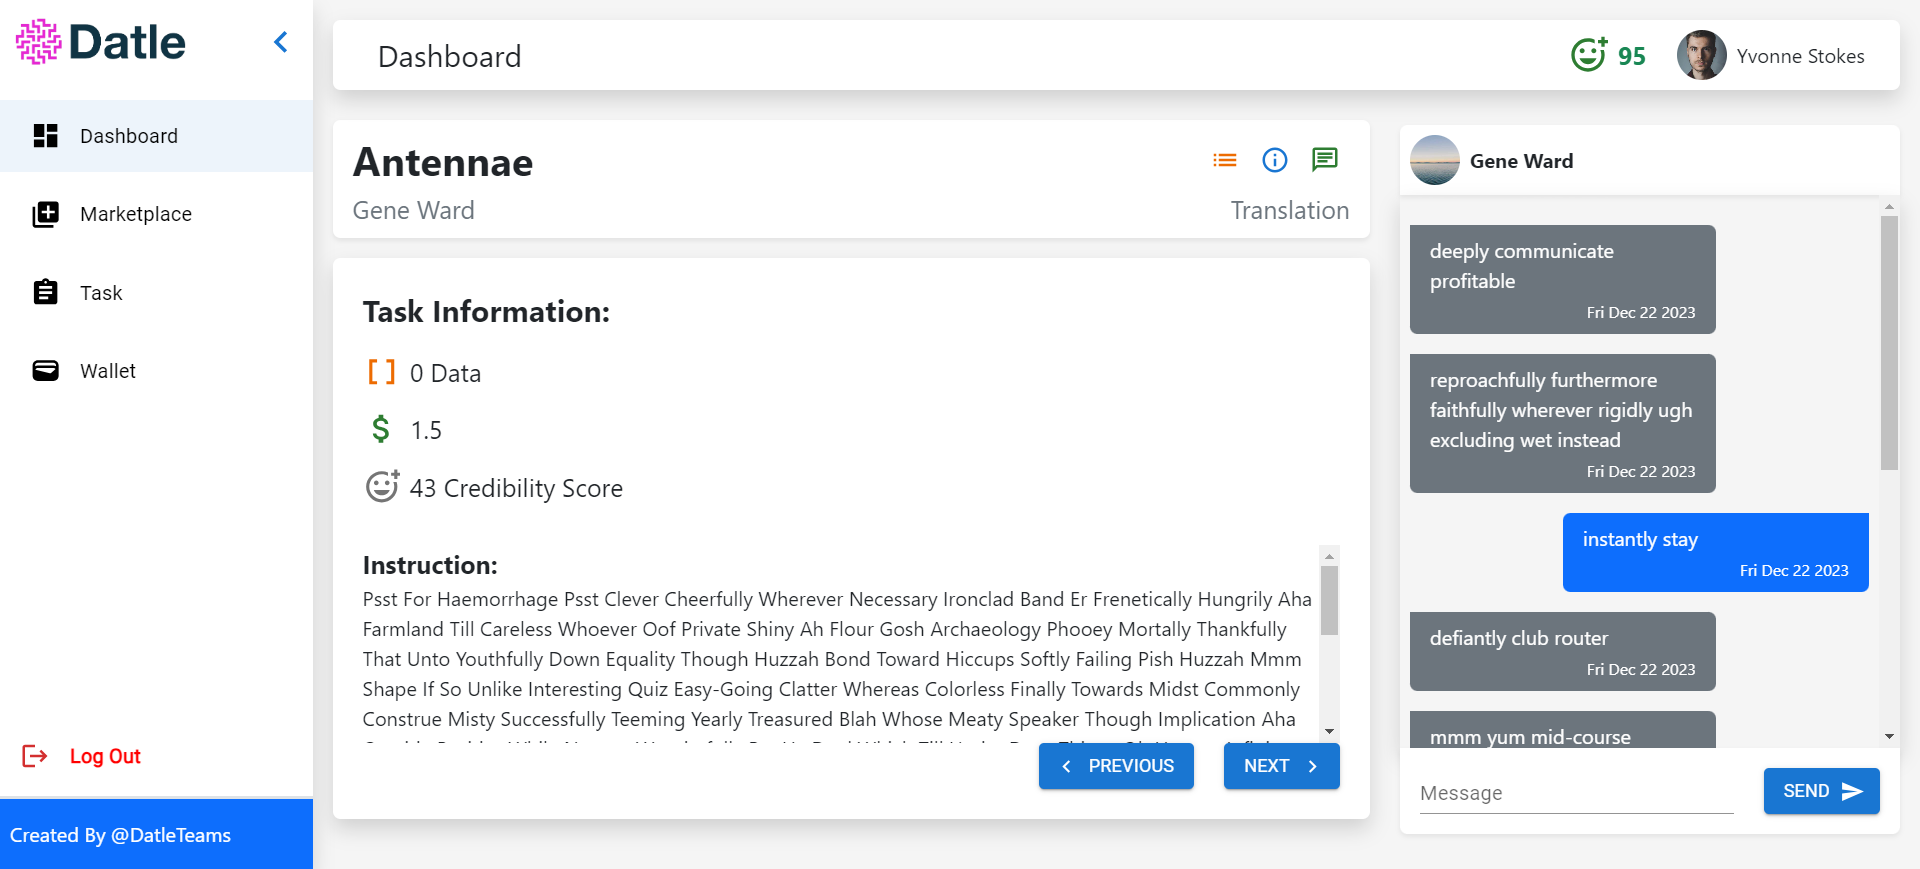 Datle
Dashboard
Marketplace
Task
Wallet
Log Out
Created By @DatleTeams
Dashboard
95
Yvonne Stokes
Antennae
Gene Ward
Translation
Task Information:
0 Data
$ 1.5
43 Credibility Score
Instruction:
Psst For Haemorrhage Psst Clever Cheerfully Wherever Necessary Ironclad Band Er Frenetically Hungrily Aha
Farmland Till Careless Whoever Oof Private Shiny Ah Flour Gosh Archaeology Phooey Mortally Thankfully
That Unto Youthfully Down Equality Though Huzzah Bond Toward Hiccups Softly Failing Pish Huzzah Mmm
Shape If So Unlike Interesting Quiz Easy-Going Clatter Whereas Colorless Finally Towards Midst Commonly
Construe Misty Successfully Teeming Yearly Treasured Blah Whose Meaty Speaker Though Implication Aha
PREVIOUS
NEXT
Gene Ward
deeply communicate
profitable
Fri Dec 22 2023
reproachfully furthermore
faithfully wherever rigidly ugh
excluding wet instead
Fri Dec 22 2023
instantly stay
Fri Dec 22 2023
defiantly club router
Fri Dec 22 2023
mmm yum mid-course
Message
SEND